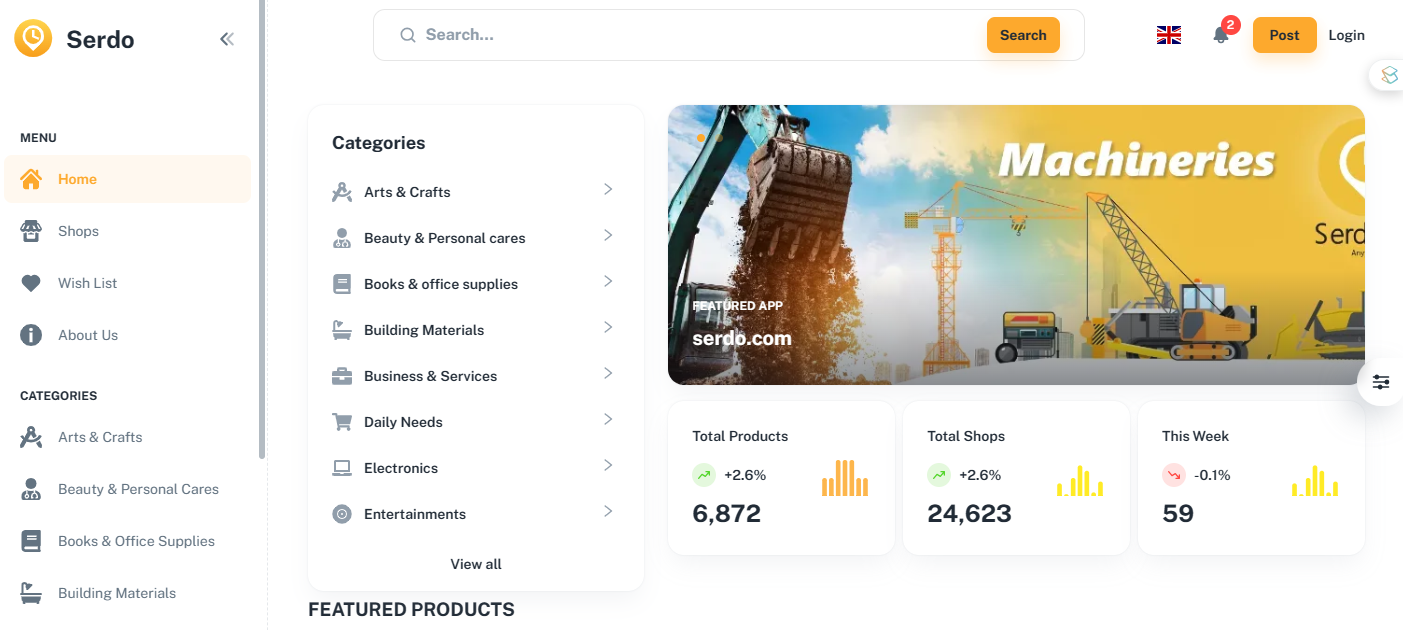 Serdo
Search...
Search
2
Post
Login
MENU
Home
Shops
Wish List
About Us
CATEGORIES
Arts & Crafts
Beauty & Personal Cares
Books & Office Supplies
Building Materials
Categories
Arts & Crafts
Beauty & Personal cares
Books & office supplies
Building Materials
Business & Services
Daily Needs
Electronics
Entertainments
View all
Machineries
Serd
Any
FEATURED APP
serdo.com
Total Products
+2.6%
6,872
Total Shops
+2.6%
24,623
This Week
-0.1%
59
FEATURED PRODUCTS